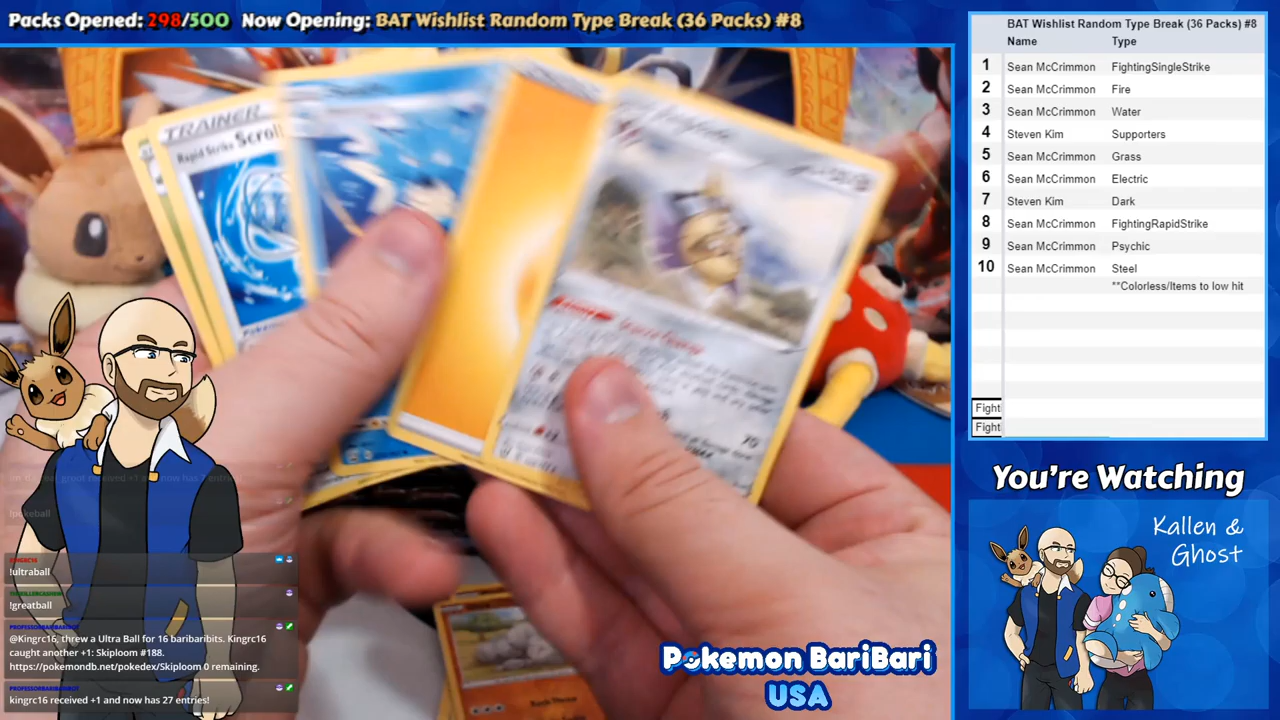 Packs Opened: 298/500 Now Opening: BAT Wishlist Random Type Break (36 Packs) #8
BAT Wishlist Random Type Break (36 Packs) #8
Name Type
1 Sean McCrimmon FightingSingleStrike
2 Sean McCrimmon Fire
3 Sean McCrimmon Water
4 Steven Kim Supporters
5 Sean McCrimmon Grass
6 Sean McCrimmon Electric
7 Steven Kim Dark
8 Sean McCrimmon FightingRapidStrike
9 Sean McCrimmon Psychic
10 Sean McCrimmon Steel
**Colorless/Items to low hit
Fight
Fight
TRAINER
Rapid Strike Scroll
70
You're Watching
Kallen &
Ghost
Pokemon BariBari
USA
!pokeball
!ultraball
!greatball
@Kingrc16, threw a Ultra Ball for 16 baribaribits. Kingrc16
caught another +1: Skiploom #188.
https://pokemondb.net/pokedex/Skiploom 0 remaining.
kingrc16 received +1 and now has 27 entries!